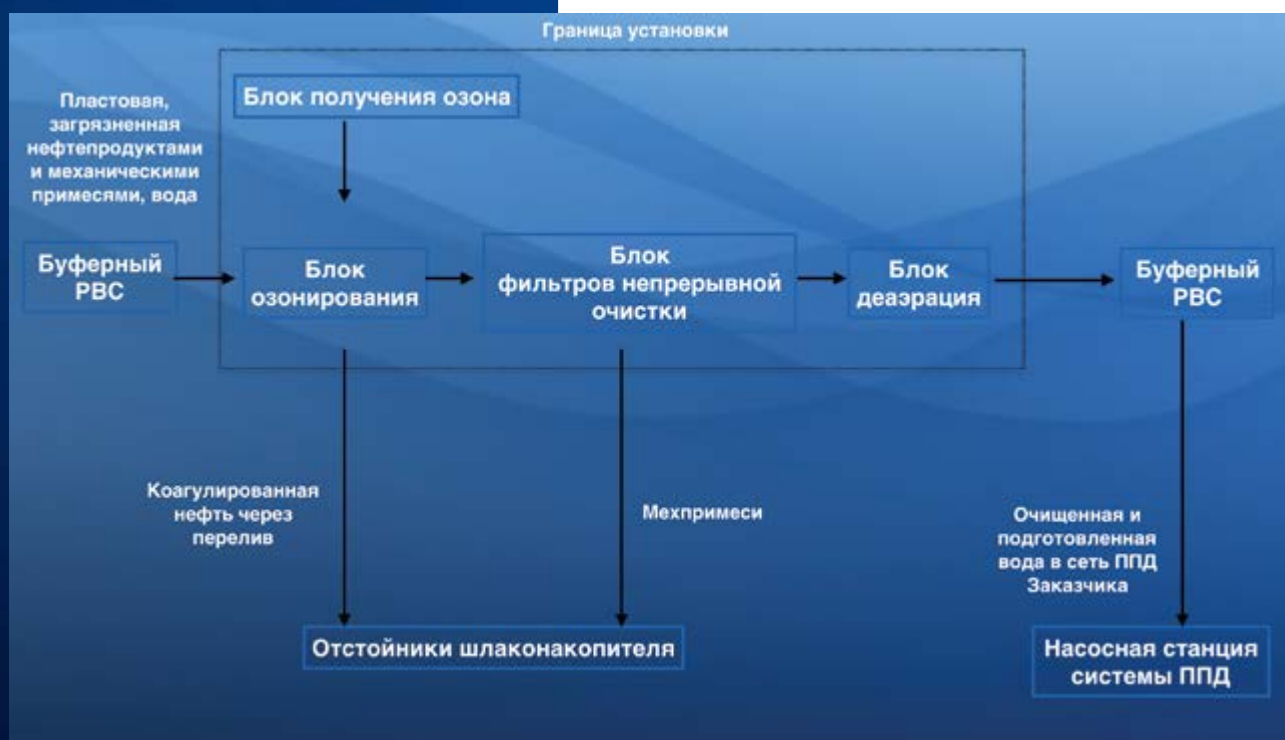 Граница установки
Блок получения озона
Пластовая,
загрязненная
нефтепродуктами
и механическими
примесями, вода
Буферный
РВС
Блок
озонирования
Блок
фильтров непрерывной
очистки
Блок
деаэрация
Буферный
РВС
Коагулированная
нефть через
перелив
Мехпримеси
Очищенная и
подготовленная
вода в сеть ППД
Заказчика
Отстойники шлаконакопителя
Насосная станция
системы ППД